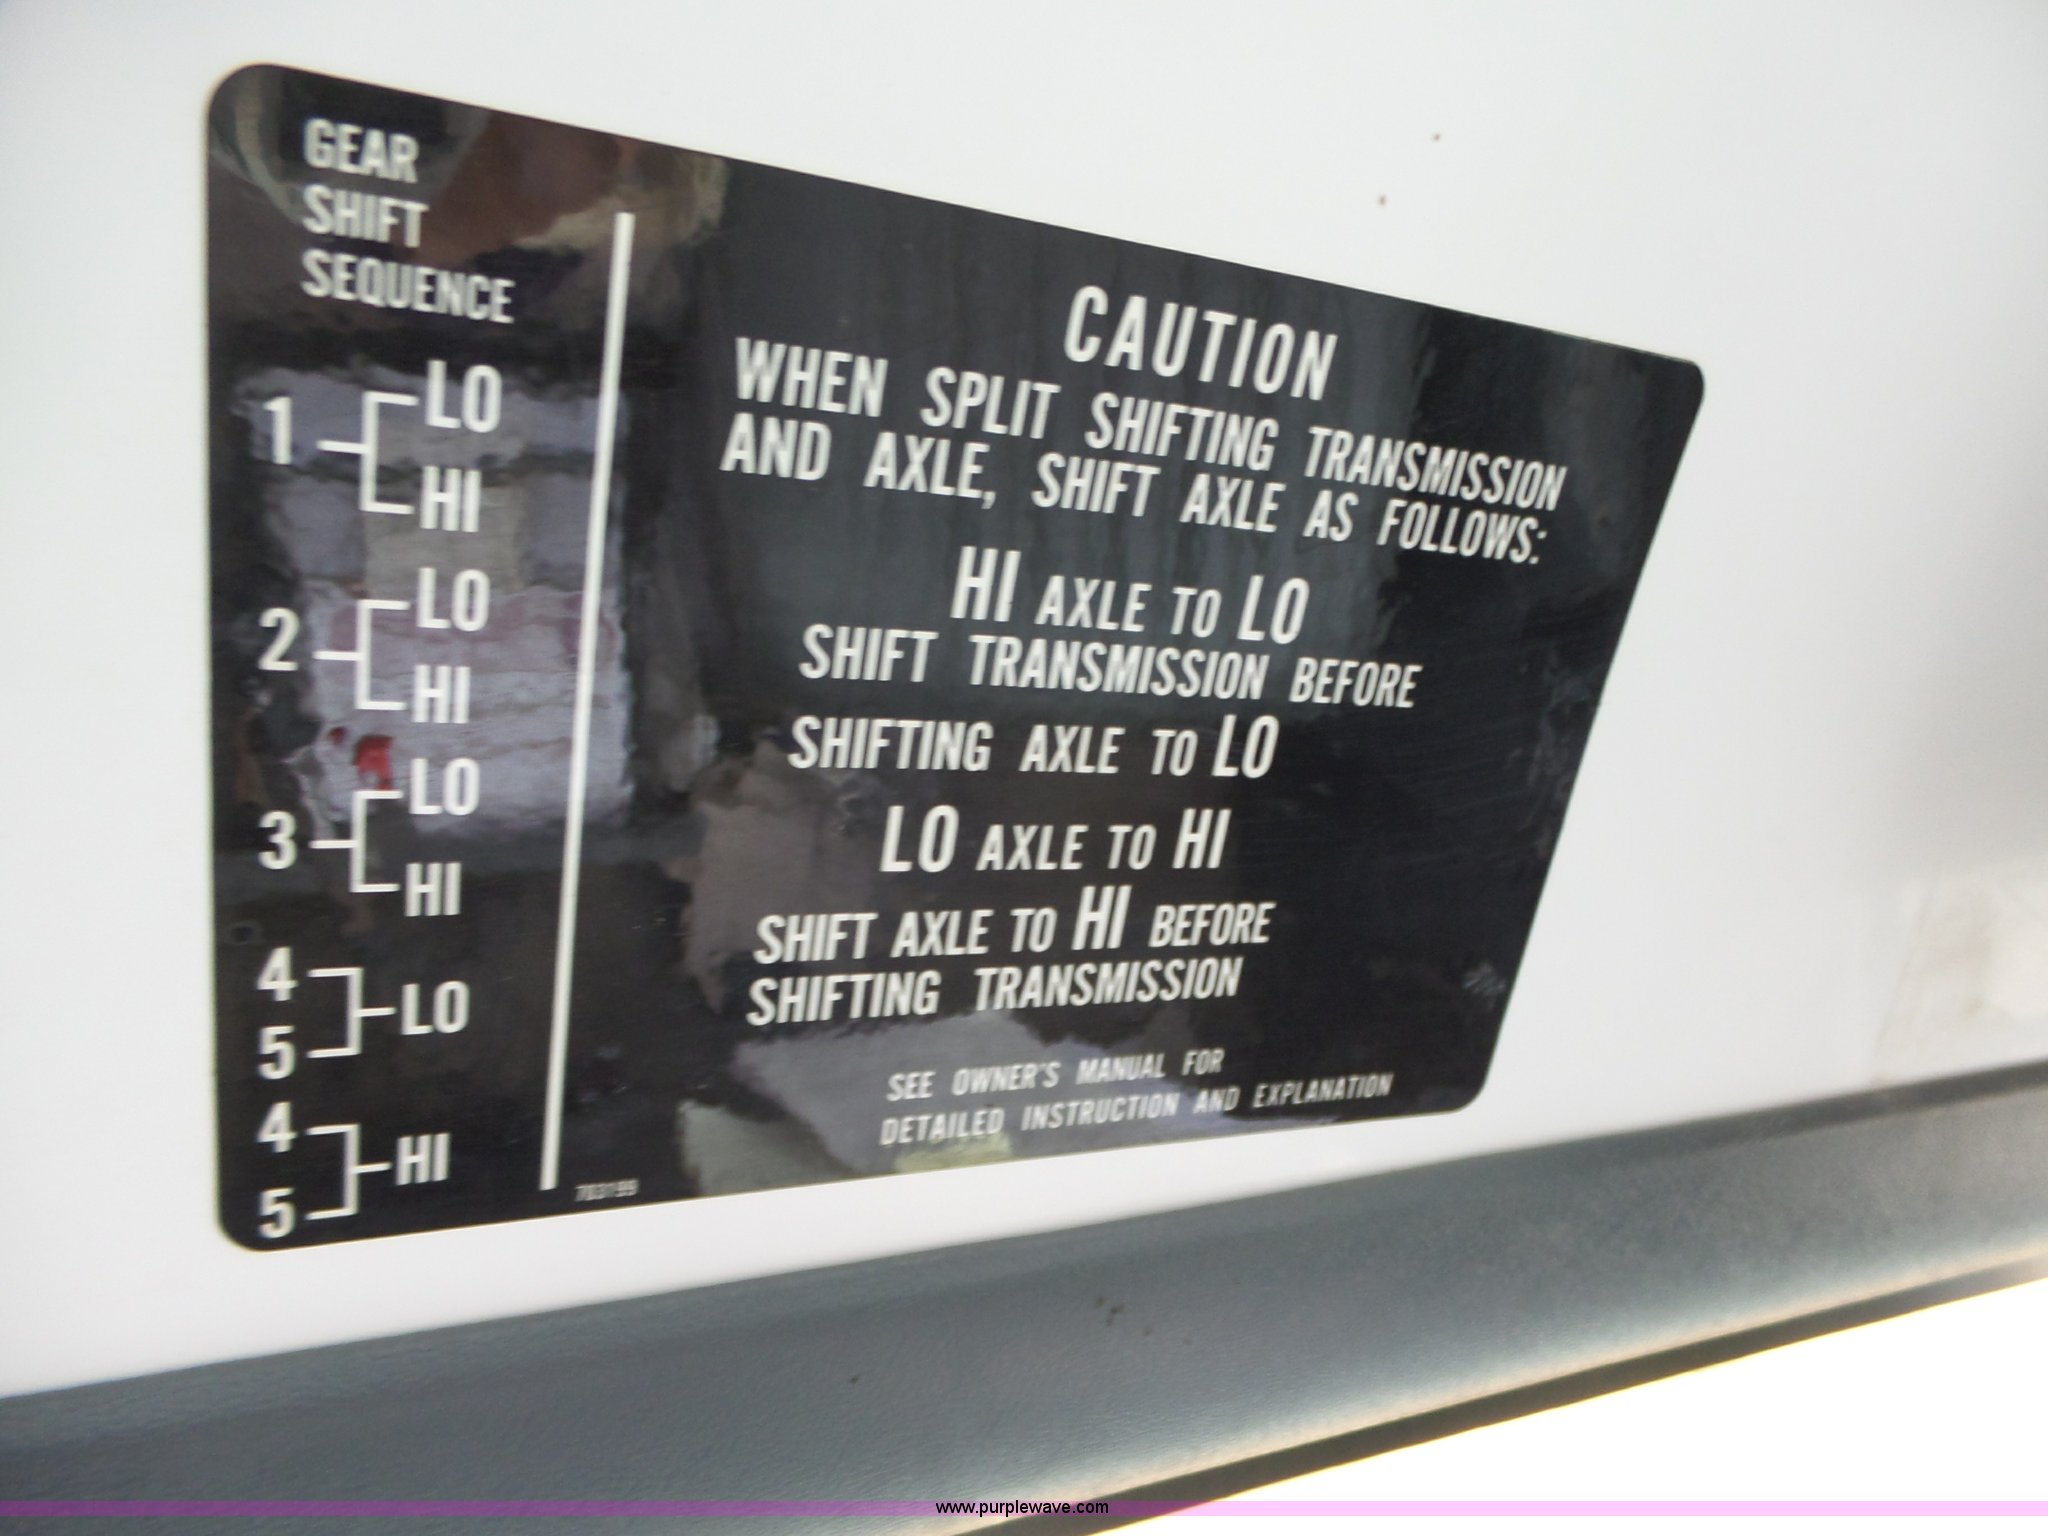 GEAR
SHIFT
SEQUENCE
1 LO
HI
2 LO
HI
3 LO
HI
4
5 LO
4
5 HI
CAUTION
WHEN SPLIT SHIFTING TRANSMISSION
AND AXLE, SHIFT AXLE AS FOLLOWS:
HI AXLE TO LO
SHIFT TRANSMISSION BEFORE
SHIFTING AXLE TO LO
LO AXLE TO HI
SHIFT AXLE TO HI BEFORE
SHIFTING TRANSMISSION
SEE OWNER'S MANUAL FOR
DETAILED INSTRUCTION AND EXPLANATION
www.purplewave.com